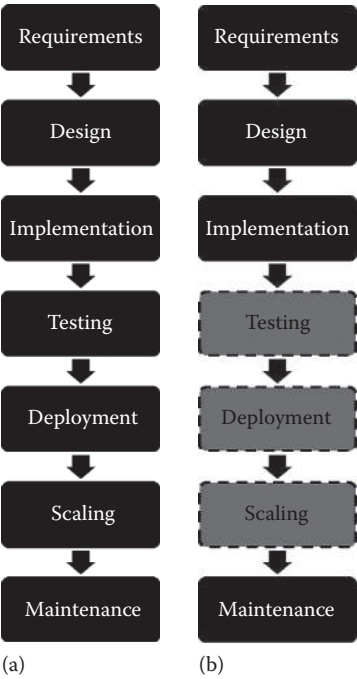 Requirements
Design
Implementation
Testing
Deployment
Scaling
Maintenance
(a)
Requirements
Design
Implementation
Testing
Deployment
Scaling
Maintenance
(b)